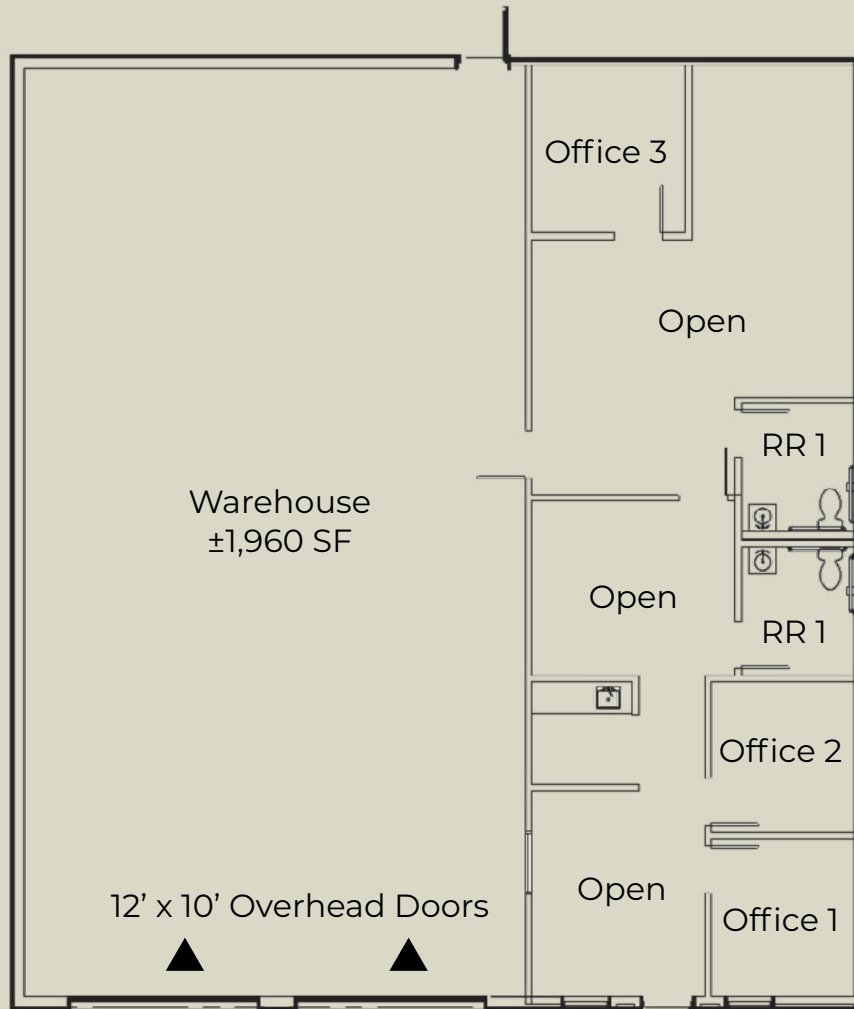 Office 3
Open
RR 1
Warehouse
±1,960 SF
Open
RR 1
Office 2
Open
12’ x 10’ Overhead Doors
Office 1